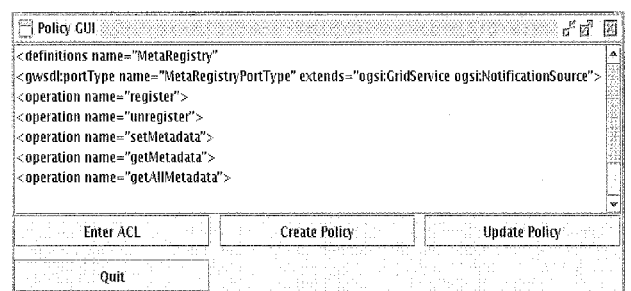 Policy GUI
<definitions name="MetaRegistry"
<gwsdl:portType name="MetaRegistryPortType" extends="ogsi:GridService ogsi:NotificationSource">
<operation name="register">
<operation name="unregister">
<operation name="setMetadata">
<operation name="getMetadata">
<operation name="getAllMetadata">
Enter ACL Create Policy Update Policy
Quit